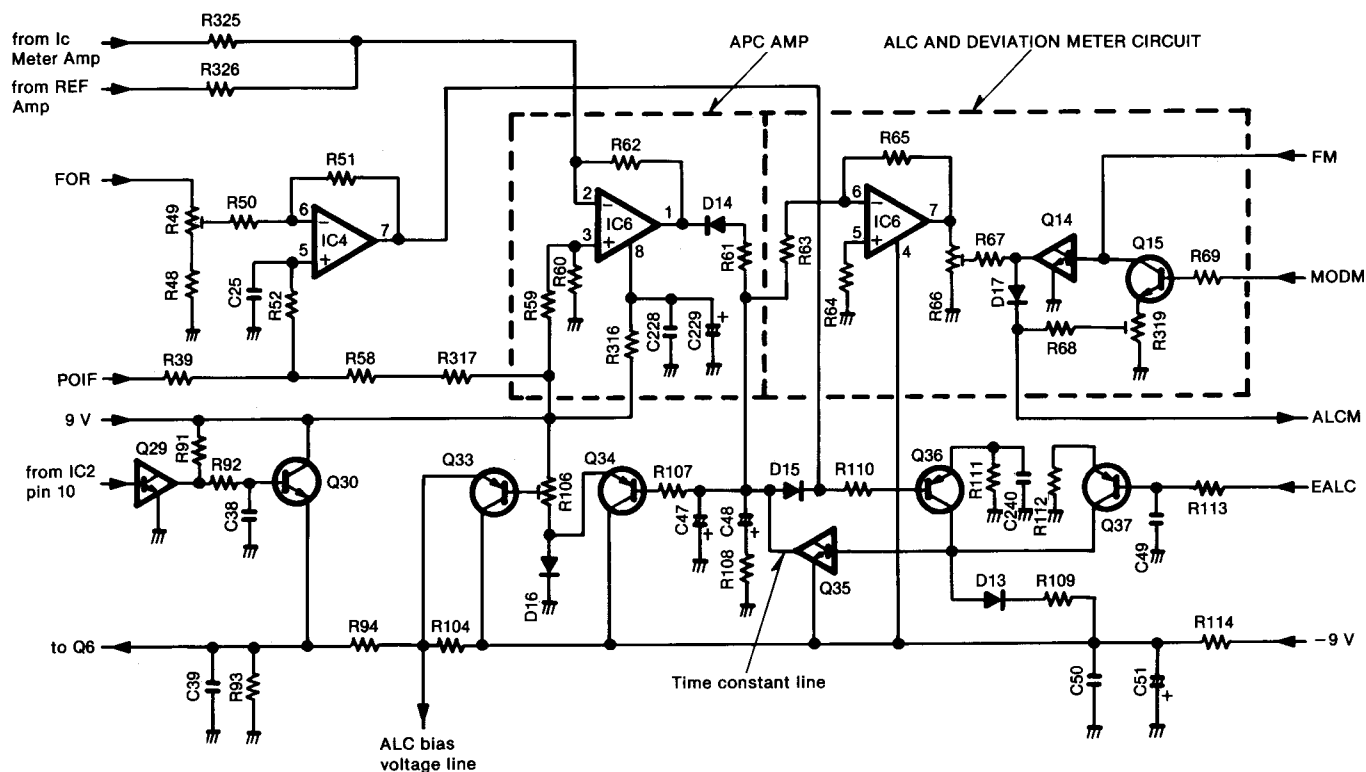 R325
from Ic
Meter Amp
R326
from REF
Amp
APC AMP
ALC AND DEVIATION METER CIRCUIT
FOR
R49
R50
R51
6
7
5
IC4
R48
C25
R52
R62
2
3
IC6
1
8
D14
R61
R59
R60
R316
C228
C229
+
R63
R65
6
5
IC6
7
4
R64
R66
R67
D17
Q14
Q15
R69
R68
R319
FM
MODM
ALCM
POIF
R39
R58
R317
9 V
from IC2
pin 10
Q29
R91
R92
C38
Q30
Q33
R106
Q34
D16
R107
C47
+
C48
+
R108
D15
R110
Q35
Q36
R111
C240
R112
Q37
C49
R113
EALC
D13
R109
to Q6
C39
R93
R94
R104
ALC bias
voltage line
Time constant line
C50
C51
+
R114
−9 V